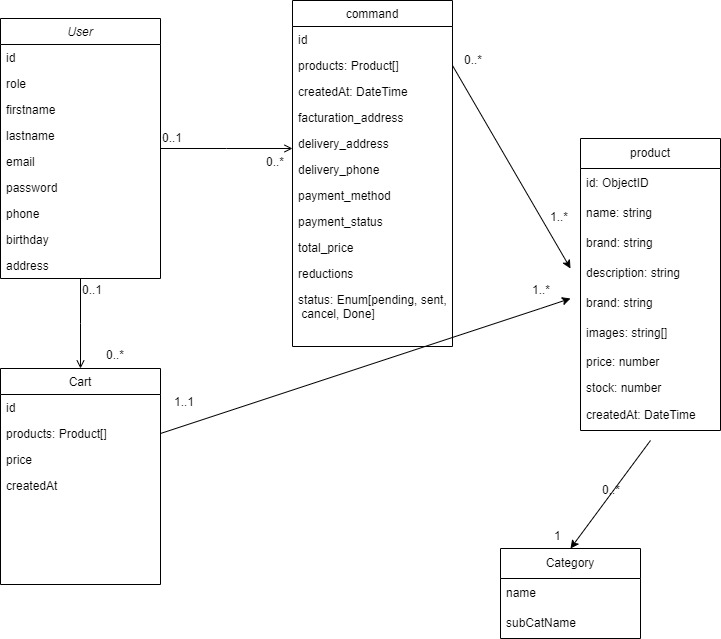 User
id
role
firstname
lastname
email
password
phone
birthday
address
command
id
products: Product[]
createdAt: DateTime
facturation_address
delivery_address
delivery_phone
payment_method
payment_status
total_price
reductions
status: Enum[pending, sent,
cancel, Done]
product
id: ObjectID
name: string
brand: string
description: string
brand: string
images: string[]
price: number
stock: number
createdAt: DateTime
Cart
id
products: Product[]
price
createdAt
Category
name
subCatName
0..1
0..*
0..*
1..*
0..1
0..*
1..1
1..*
0..*
1